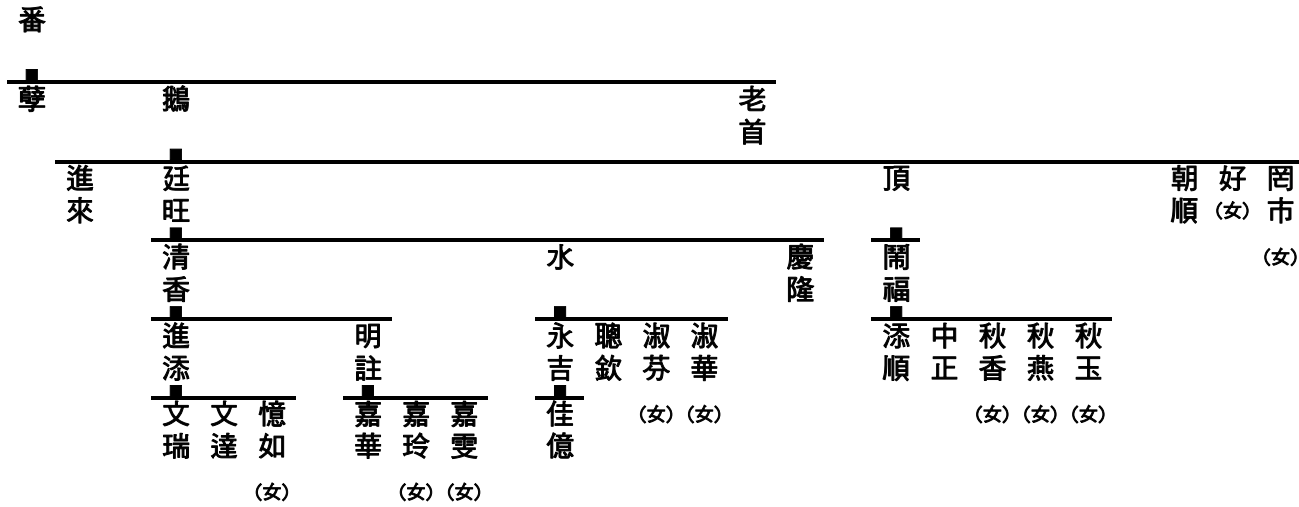 番
孽 鵝 老首
進來 廷旺 頂 朝順 好（女） 罔市（女）
清香 水 慶隆 鬧福
進添 明註 永吉 聰欽 淑芬（女） 淑華（女） 添順 中正 秋香（女） 秋燕（女） 秋玉（女）
文瑞 文達 憶如（女） 嘉華 嘉玲（女） 嘉雯（女） 佳億